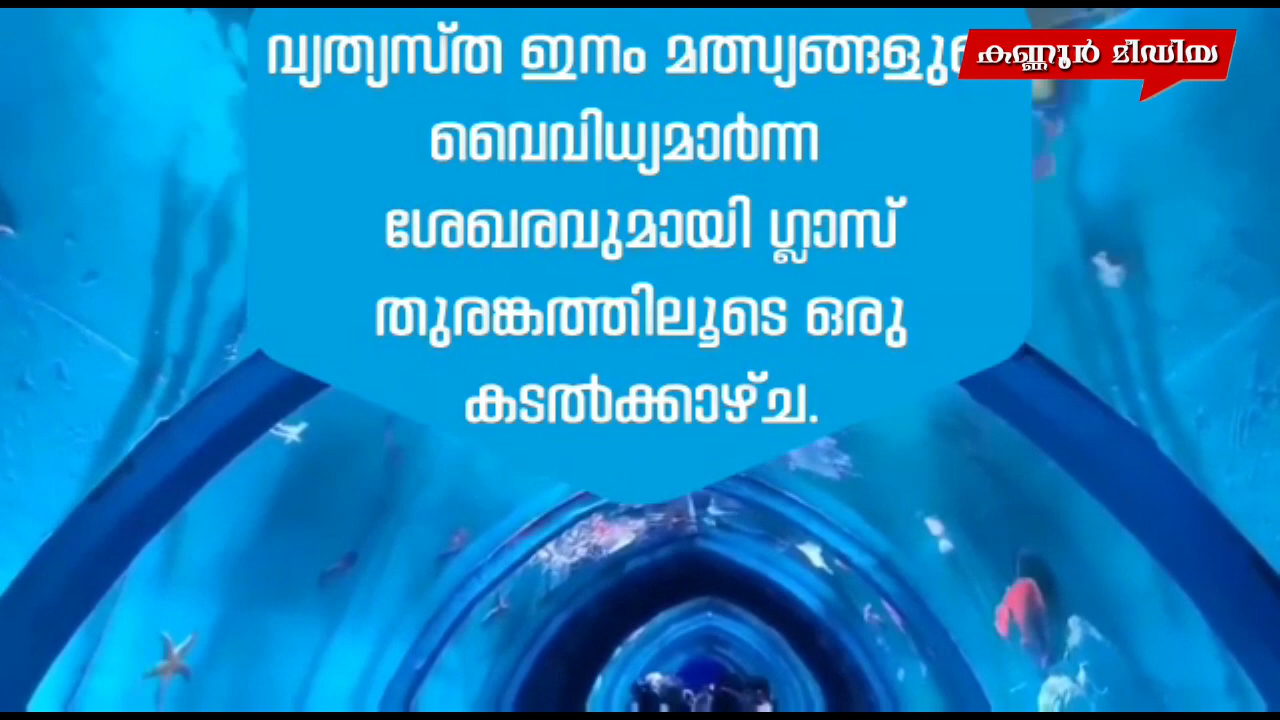 വ്യത്യസ്ത ഇനം മത്സ്യങ്ങളു
കണ്ണൂർ മീഡിയ
വൈവിധ്യമാർന്ന
ശേഖരവുമായി ഗ്ലാസ്
തുരങ്കത്തിലൂടെ ഒരു
കടൽക്കാഴ്ച.